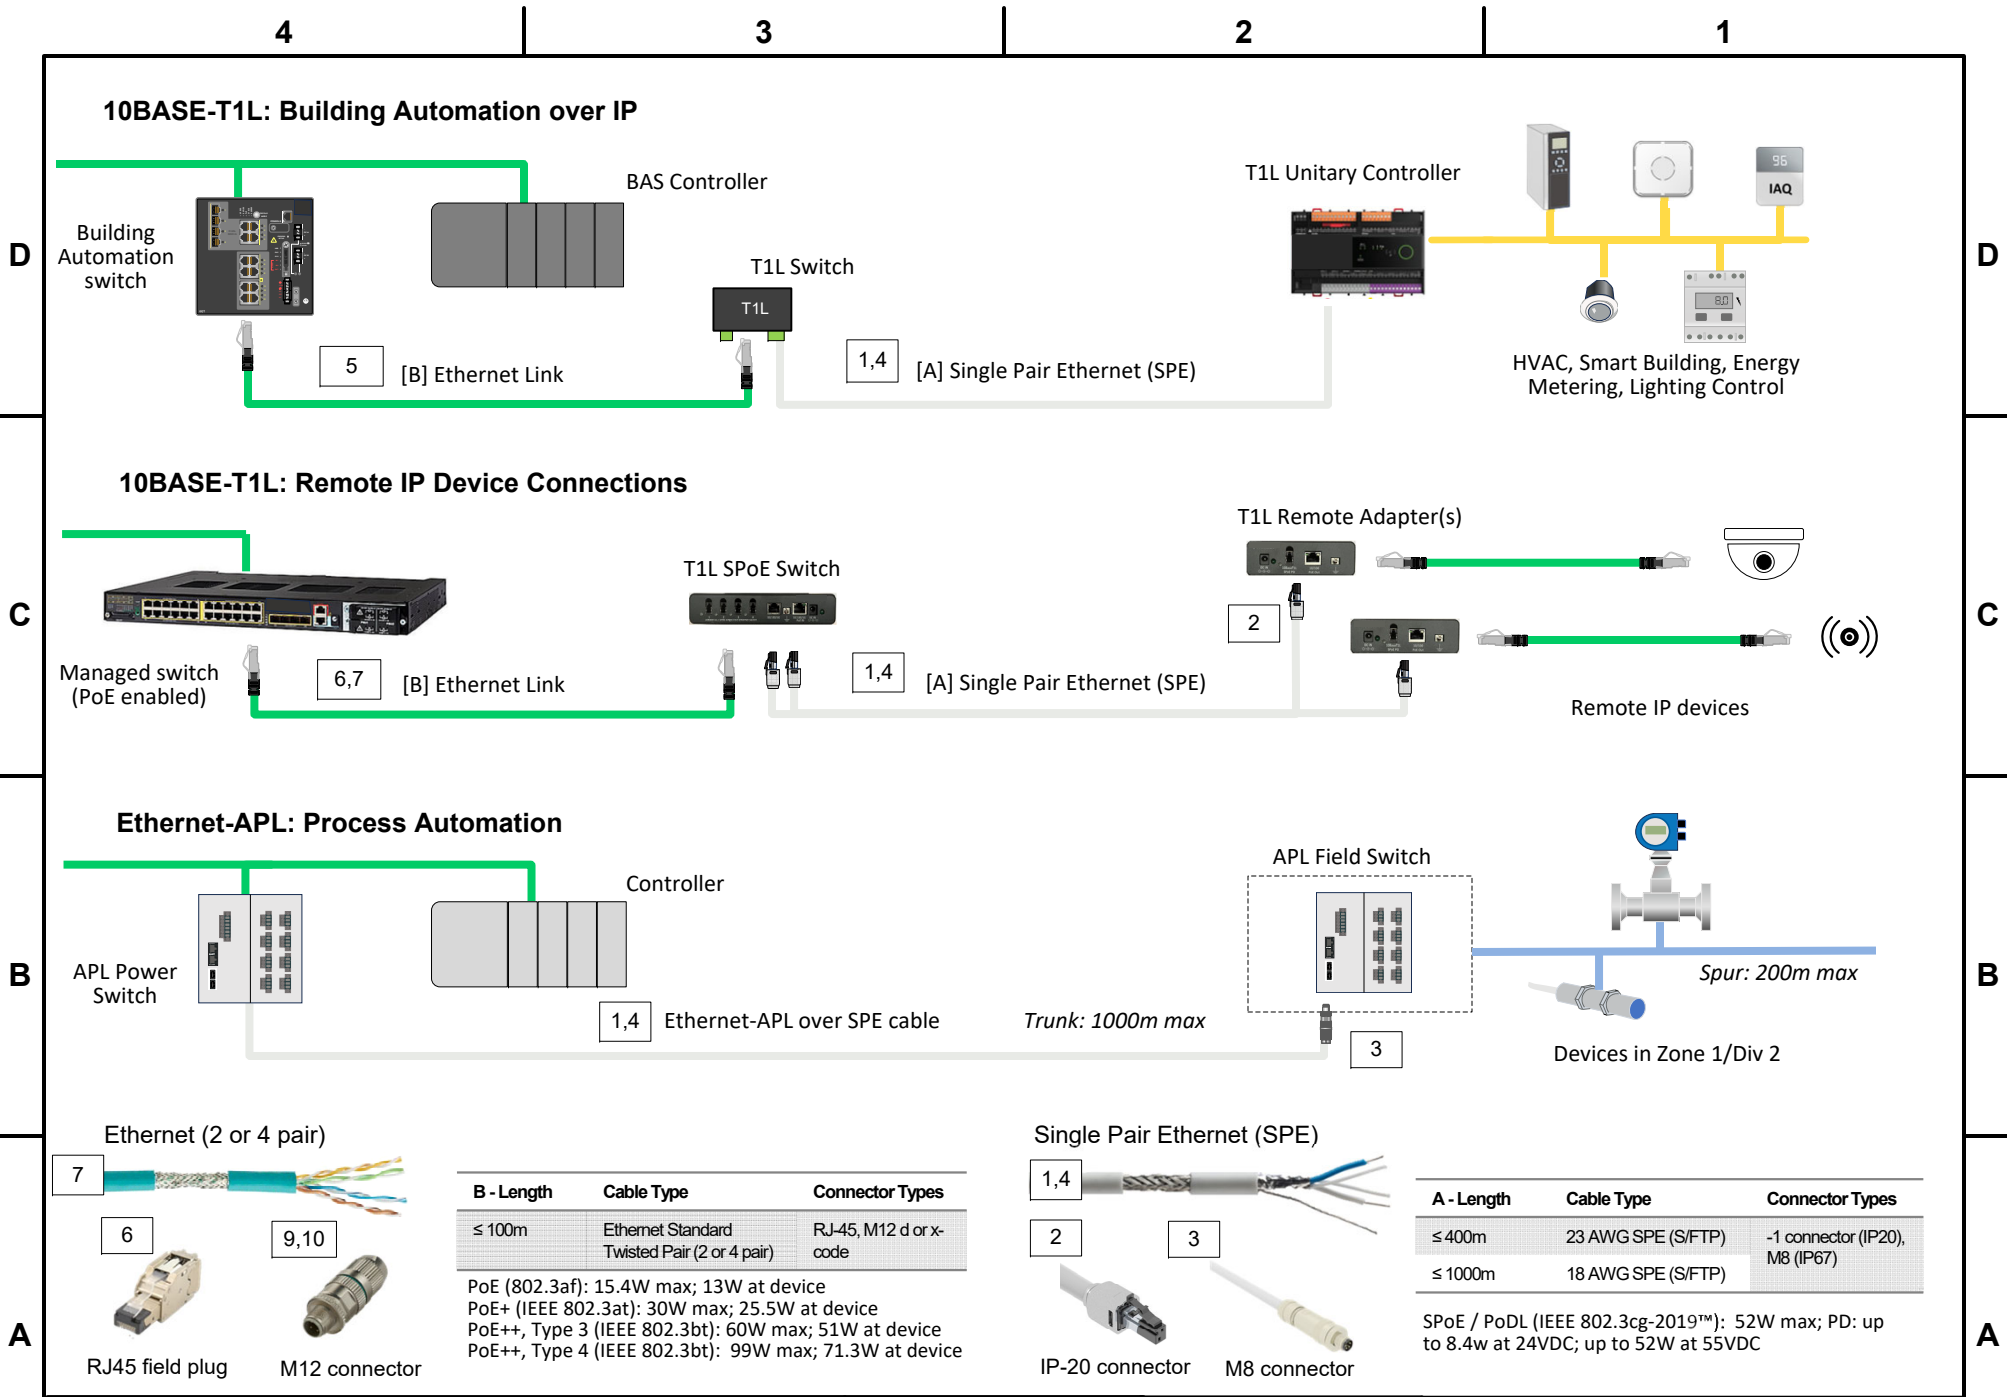 4 3 2 1
10BASE-T1L: Building Automation over IP
D
D
Building
Automation
switch
BAS Controller
T1L Switch
T1L
T1L Unitary Controller
96
IAQ
8.0
5
[B] Ethernet Link
1,4
[A] Single Pair Ethernet (SPE)
HVAC, Smart Building, Energy
Metering, Lighting Control
10BASE-T1L: Remote IP Device Connections
C
C
T1L SPoE Switch
T1L Remote Adapter(s)
2
Managed switch
(PoE enabled)
6,7
[B] Ethernet Link
1,4
[A] Single Pair Ethernet (SPE)
Remote IP devices
Ethernet-APL: Process Automation
B
B
Controller
APL Field Switch
APL Power
Switch
1,4
Ethernet-APL over SPE cable
Trunk: 1000m max
3
Spur: 200m max
Devices in Zone 1/Div 2
A
A
Ethernet (2 or 4 pair)
7
6
9,10
RJ45 field plug
M12 connector
B - Length Cable Type Connector Types
≤ 100m Ethernet Standard RJ-45, M12 d or x-
Twisted Pair (2 or 4 pair) code
PoE (802.3af): 15.4W max; 13W at device
PoE+ (IEEE 802.3at): 30W max; 25.5W at device
PoE++, Type 3 (IEEE 802.3bt): 60W max; 51W at device
PoE++, Type 4 (IEEE 802.3bt): 99W max; 71.3W at device
Single Pair Ethernet (SPE)
1,4
2
3
IP-20 connector
M8 connector
A - Length Cable Type Connector Types
≤ 400m 23 AWG SPE (S/FTP) -1 connector (IP20),
M8 (IP67)
≤ 1000m 18 AWG SPE (S/FTP)
SPoE / PoDL (IEEE 802.3cg-2019™): 52W max; PD: up
to 8.4w at 24VDC; up to 52W at 55VDC